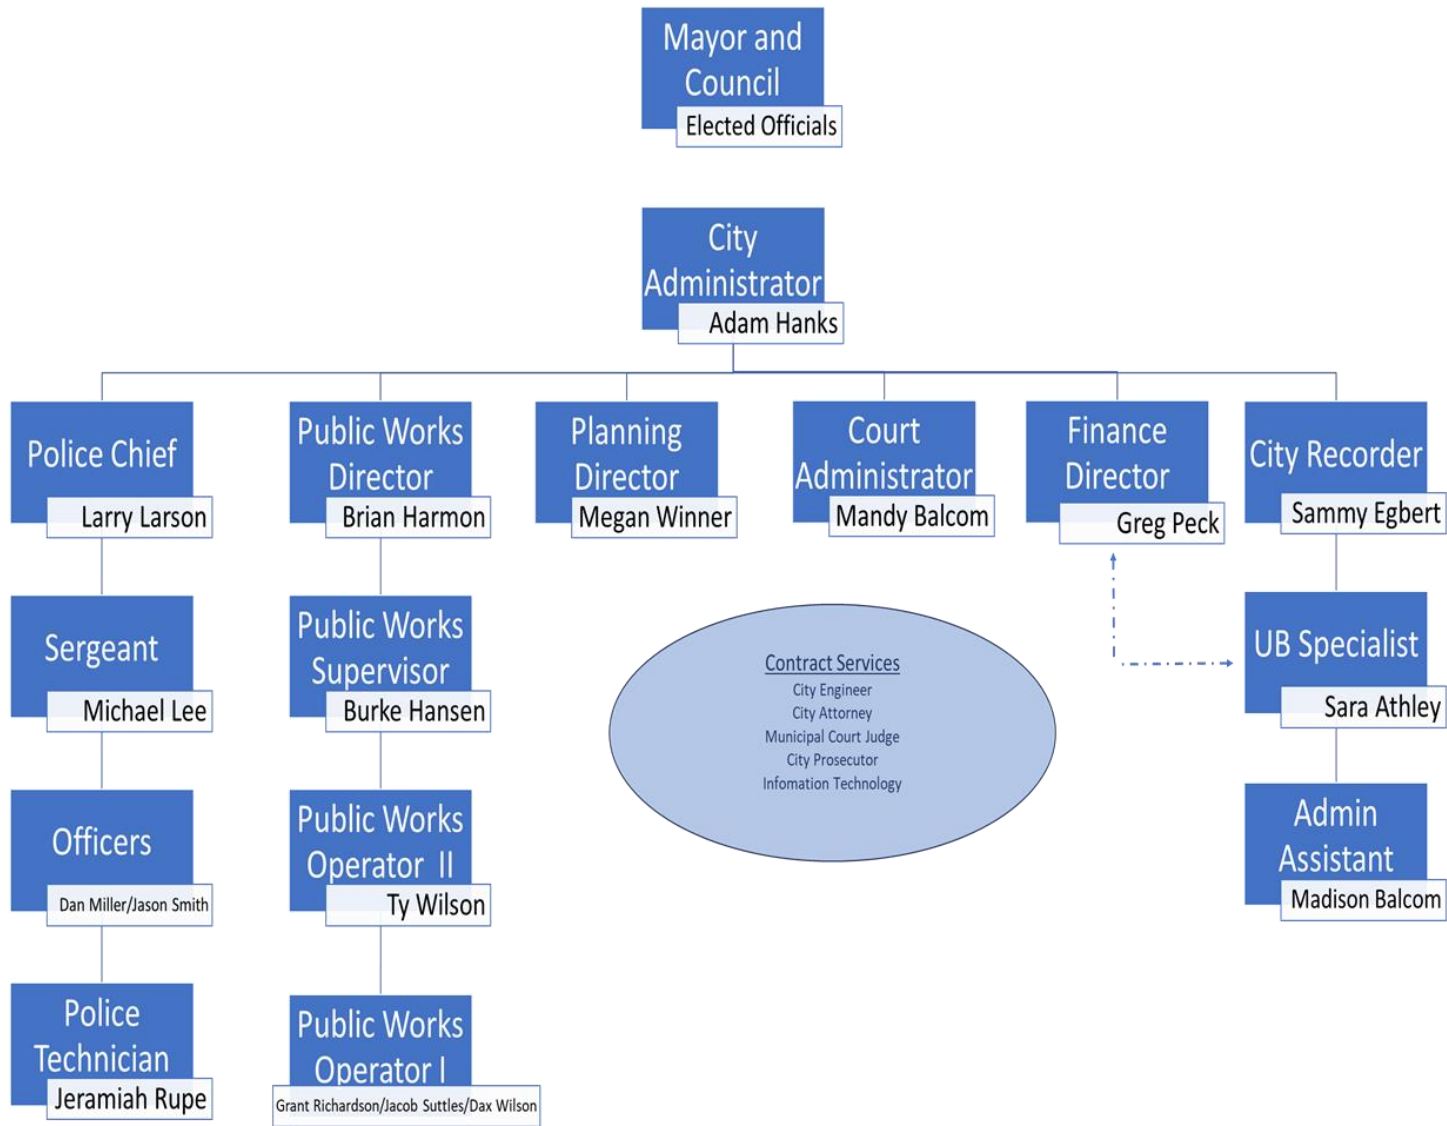 Mayor and
Council
Elected Officials
City
Administrator
Adam Hanks
Police Chief
Larry Larson
Public Works
Director
Brian Harmon
Planning
Director
Megan Winner
Court
Administrator
Mandy Balcom
Finance
Director
Greg Peck
City Recorder
Sammy Egbert
Sergeant
Michael Lee
Public Works
Supervisor
Burke Hansen
Contract Services
City Engineer
City Attorney
Municipal Court Judge
City Prosecutor
Infomation Technology
UB Specialist
Sara Athley
Officers
Dan Miller/Jason Smith
Public Works
Operator II
Ty Wilson
Admin
Assistant
Madison Balcom
Police
Technician
Jeramiah Rupe
Public Works
Operator I
Grant Richardson/Jacob Suttles/Dax Wilson